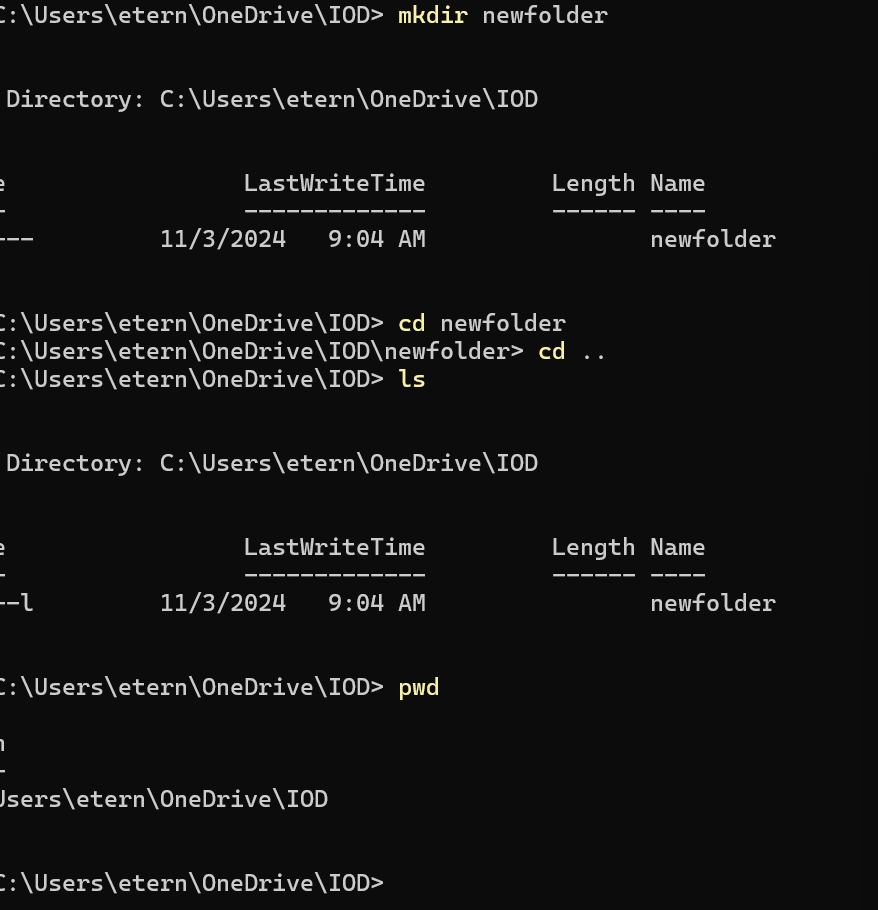 C:\Users\etern\OneDrive\IOD> mkdir newfolder
Directory: C:\Users\etern\OneDrive\IOD
e                 LastWriteTime         Length Name
-                 -------------         ------ ----
---         11/3/2024   9:04 AM                newfolder
C:\Users\etern\OneDrive\IOD> cd newfolder
C:\Users\etern\OneDrive\IOD\newfolder> cd ..
C:\Users\etern\OneDrive\IOD> ls
Directory: C:\Users\etern\OneDrive\IOD
e                 LastWriteTime         Length Name
-                 -------------         ------ ----
--l         11/3/2024   9:04 AM                newfolder
C:\Users\etern\OneDrive\IOD> pwd
h
-
Users\etern\OneDrive\IOD
C:\Users\etern\OneDrive\IOD>